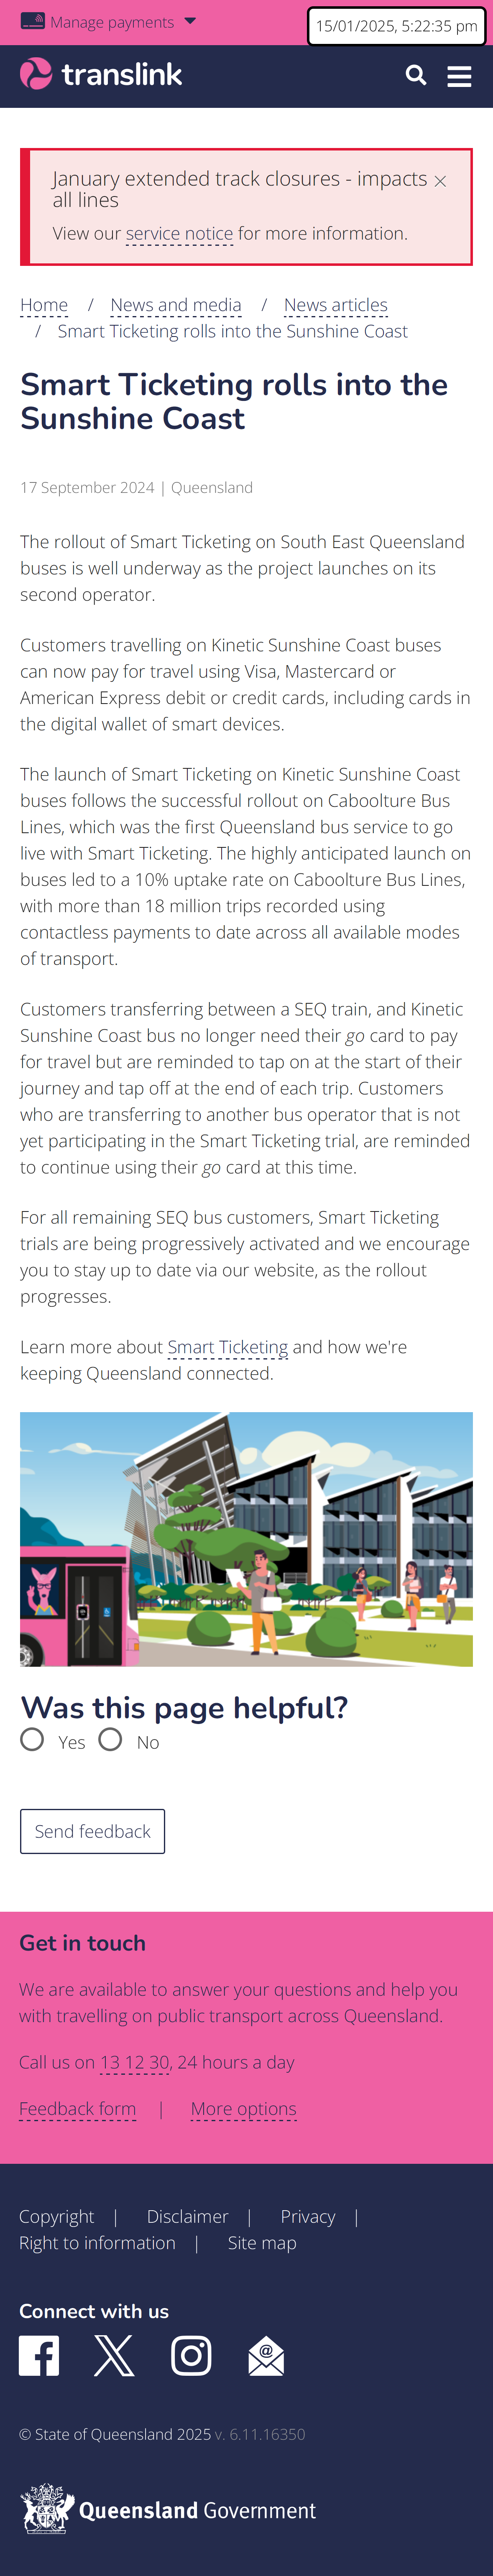 Manage payments
15/01/2025, 5:22:35 pm
translink
January extended track closures - impacts
all lines
View our service notice for more information.
Home / News and media / News articles
/ Smart Ticketing rolls into the Sunshine Coast
Smart Ticketing rolls into the
Sunshine Coast
17 September 2024 | Queensland
The rollout of Smart Ticketing on South East Queensland
buses is well underway as the project launches on its
second operator.
Customers travelling on Kinetic Sunshine Coast buses
can now pay for travel using Visa, Mastercard or
American Express debit or credit cards, including cards in
the digital wallet of smart devices.
The launch of Smart Ticketing on Kinetic Sunshine Coast
buses follows the successful rollout on Caboolture Bus
Lines, which was the first Queensland bus service to go
live with Smart Ticketing. The highly anticipated launch on
buses led to a 10% uptake rate on Caboolture Bus Lines,
with more than 18 million trips recorded using
contactless payments to date across all available modes
of transport.
Customers transferring between a SEQ train, and Kinetic
Sunshine Coast bus no longer need their go card to pay
for travel but are reminded to tap on at the start of their
journey and tap off at the end of each trip. Customers
who are transferring to another bus operator that is not
yet participating in the Smart Ticketing trial, are reminded
to continue using their go card at this time.
For all remaining SEQ bus customers, Smart Ticketing
trials are being progressively activated and we encourage
you to stay up to date via our website, as the rollout
progresses.
Learn more about Smart Ticketing and how we're
keeping Queensland connected.
Was this page helpful?
Yes No
Send feedback
Get in touch
We are available to answer your questions and help you
with travelling on public transport across Queensland.
Call us on 13 12 30, 24 hours a day
Feedback form | More options
Copyright | Disclaimer | Privacy |
Right to information | Site map
Connect with us
© State of Queensland 2025 v. 6.11.16350
Queensland Government